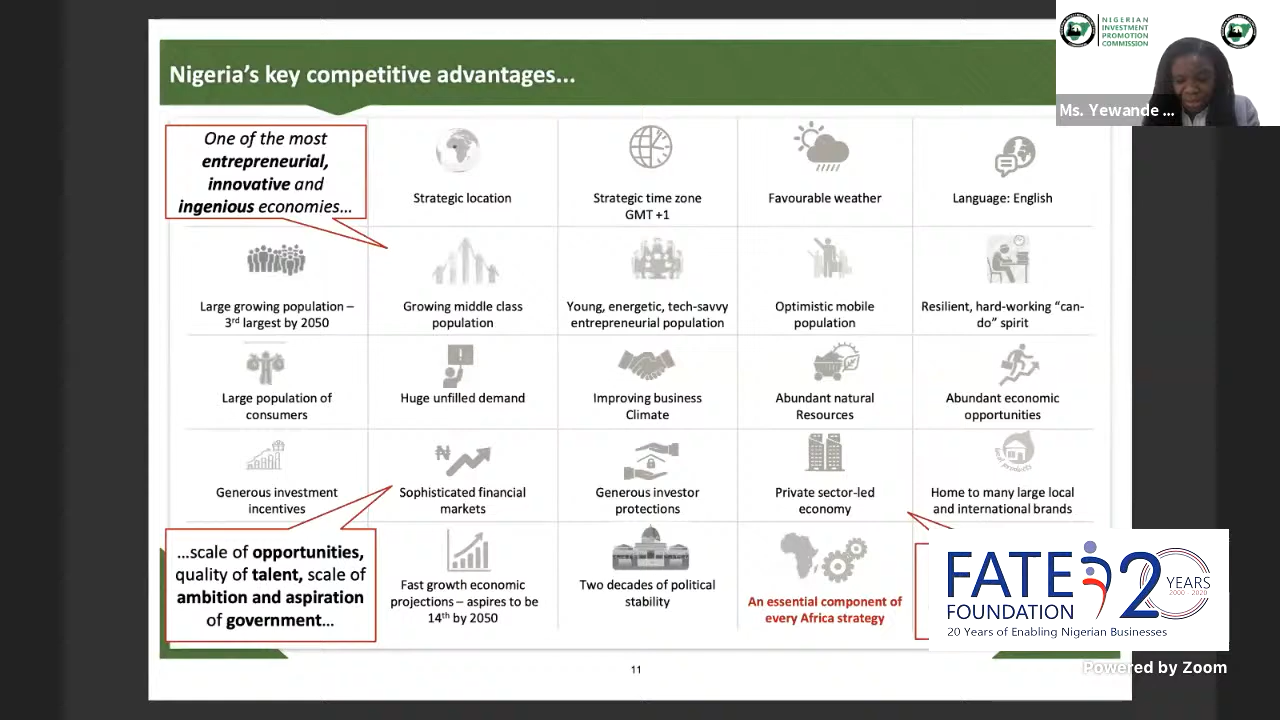 Nigeria's key competitive advantages...
NIGERIAN
INVESTMENT
PROMOTION
COMMISSION
Ms. Yewande ...
One of the most
entrepreneurial,
innovative and
ingenious economies...
Strategic location
Strategic time zone
GMT +1
Favourable weather
Language: English
Large growing population –
3rd largest by 2050
Growing middle class
population
Young, energetic, tech-savvy
entrepreneurial population
Optimistic mobile
population
Resilient, hard-working “can-
do” spirit
Large population of
consumers
Huge unfilled demand
Improving business
Climate
Abundant natural
Resources
Abundant economic
opportunities
Generous investment
incentives
₦
Sophisticated financial
markets
Generous investor
protections
Private sector-led
economy
Home to many large local
and international brands
...scale of opportunities,
quality of talent, scale of
ambition and aspiration
of government...
Fast growth economic
projections – aspires to be
14th by 2050
Two decades of political
stability
An essential component of
every Africa strategy
FATE
FOUNDATION
20 YEARS
2000 - 2020
20 Years of Enabling Nigerian Businesses
Powered by Zoom
11